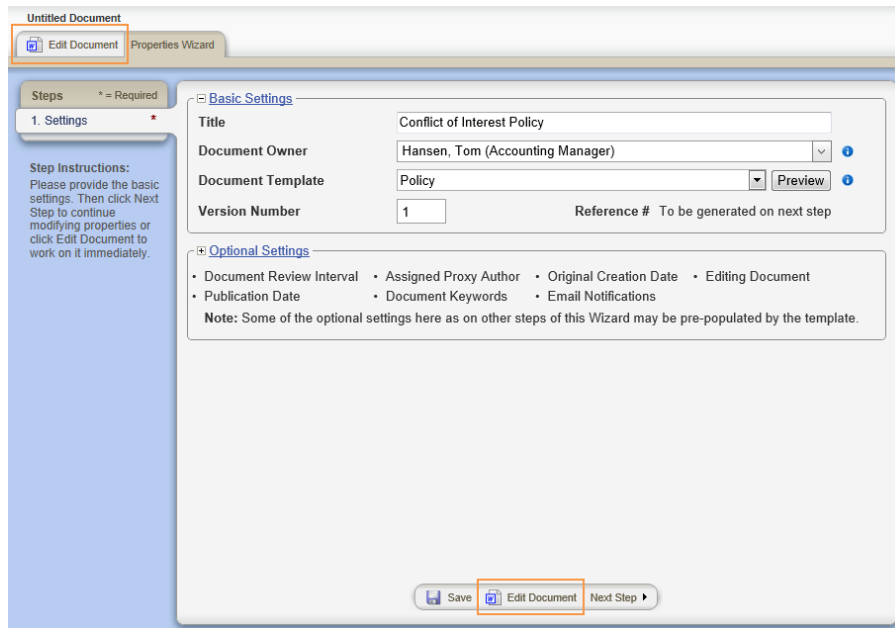 Untitled Document
Edit Document Properties Wizard
Steps * = Required
1. Settings *
Step Instructions:
Please provide the basic
settings. Then click Next
Step to continue
modifying properties or
click Edit Document to
work on it immediately.
Basic Settings
Title Conflict of Interest Policy
Document Owner Hansen, Tom (Accounting Manager)
Document Template Policy Preview
Version Number 1 Reference # To be generated on next step
Optional Settings
• Document Review Interval • Assigned Proxy Author • Original Creation Date • Editing Document
• Publication Date • Document Keywords • Email Notifications
Note: Some of the optional settings here as on other steps of this Wizard may be pre-populated by the template.
Save Edit Document Next Step